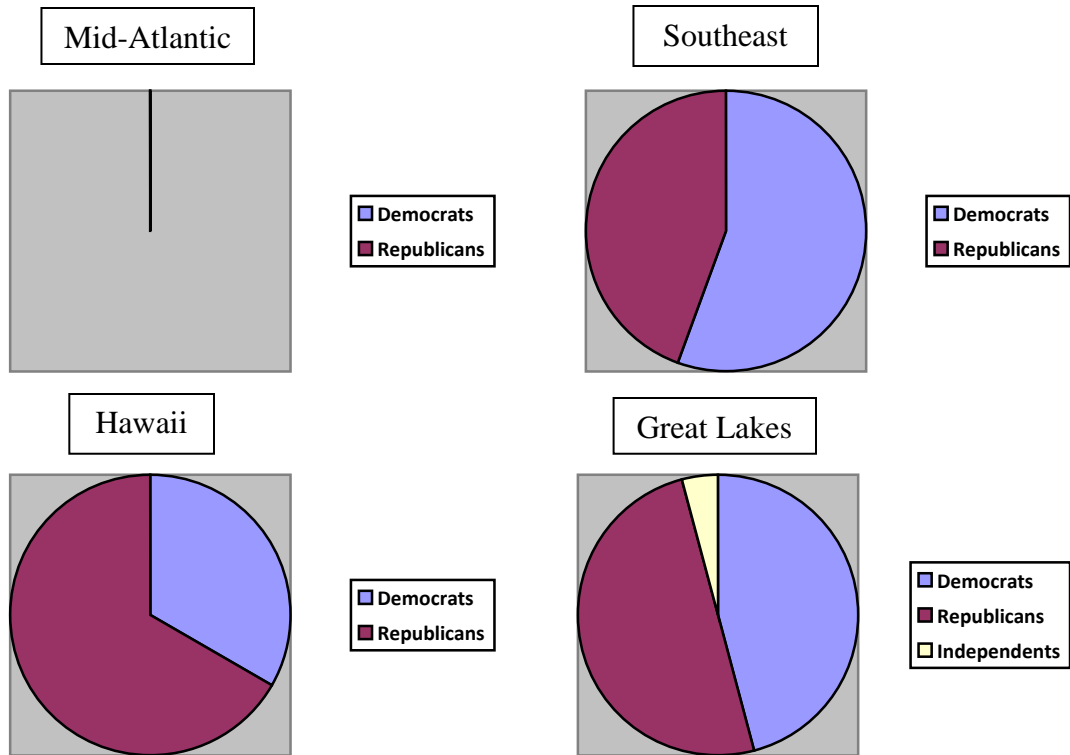 Mid-Atlantic
Democrats
Republicans
Southeast
Democrats
Republicans
Hawaii
Democrats
Republicans
Great Lakes
Democrats
Republicans
Independents